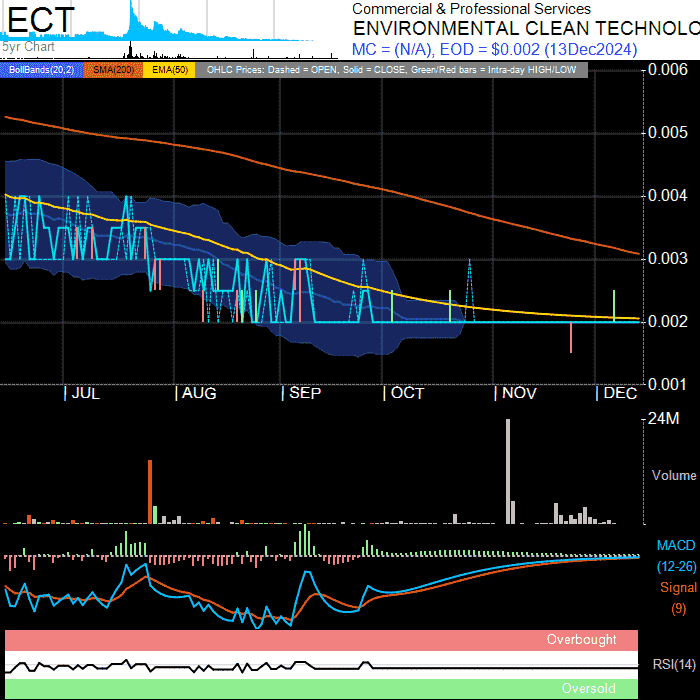 ECT
5yr Chart
Commercial & Professional Services
ENVIRONMENTAL CLEAN TECHNOLO
MC = (N/A), EOD = $0.002 (13Dec2024)
BollBands(20,2) SMA(200) EMA(50) OHLC Prices: Dashed = OPEN, Solid = CLOSE, Green/Red bars = Intra-day HIGH/LOW
0.006
0.005
0.004
0.003
0.002
0.001
| JUL | AUG | SEP | OCT | NOV | DEC
24M
Volume
MACD
(12-26)
Signal
(9)
Overbought
RSI(14)
Oversold